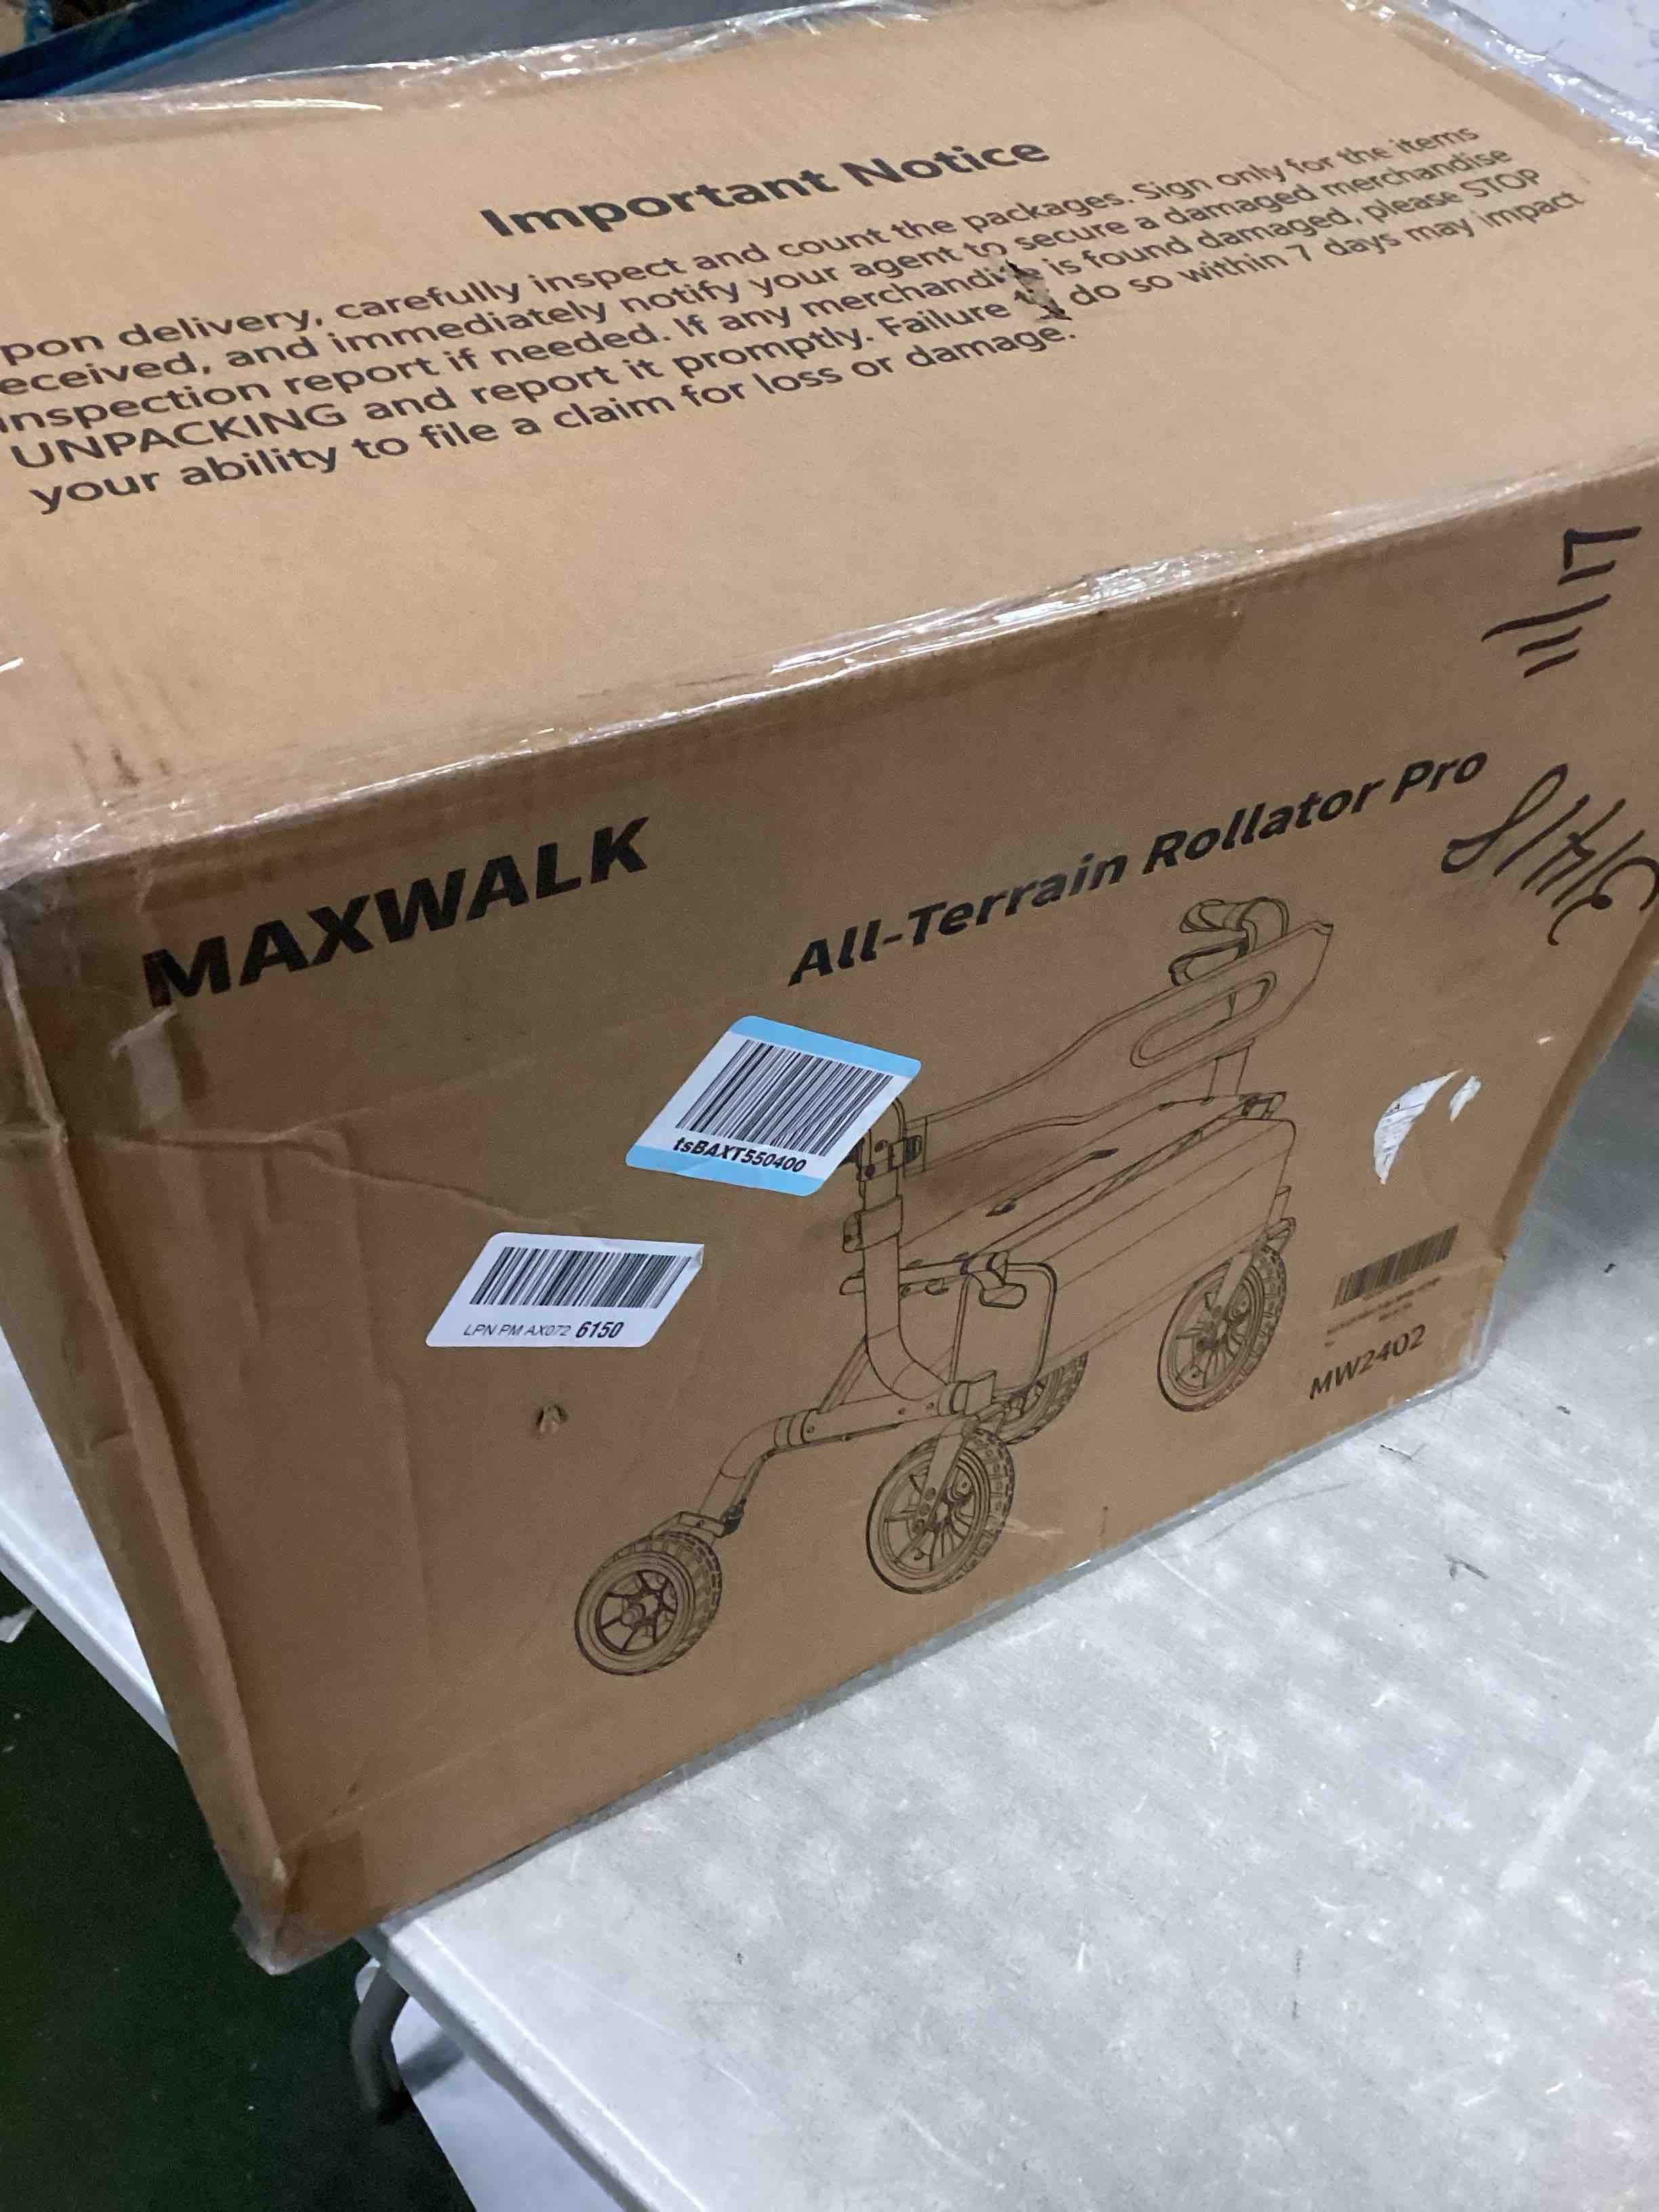 Important Notice
pon delivery, carefully inspect and count the packages. Sign only for the items
eceived, and immediately notify your agent to secure a damaged merchandise
inspection report if needed. If any merchandi is found damaged, please STOP
UNPACKING and report it promptly. Failure do so within 7 days may impact
your ability to file a claim for loss or damage.
11/17
MAXWALK
All-Terrain Rollator Pro
tsBAXT550400
LPN PM AX072 6150
MW2402